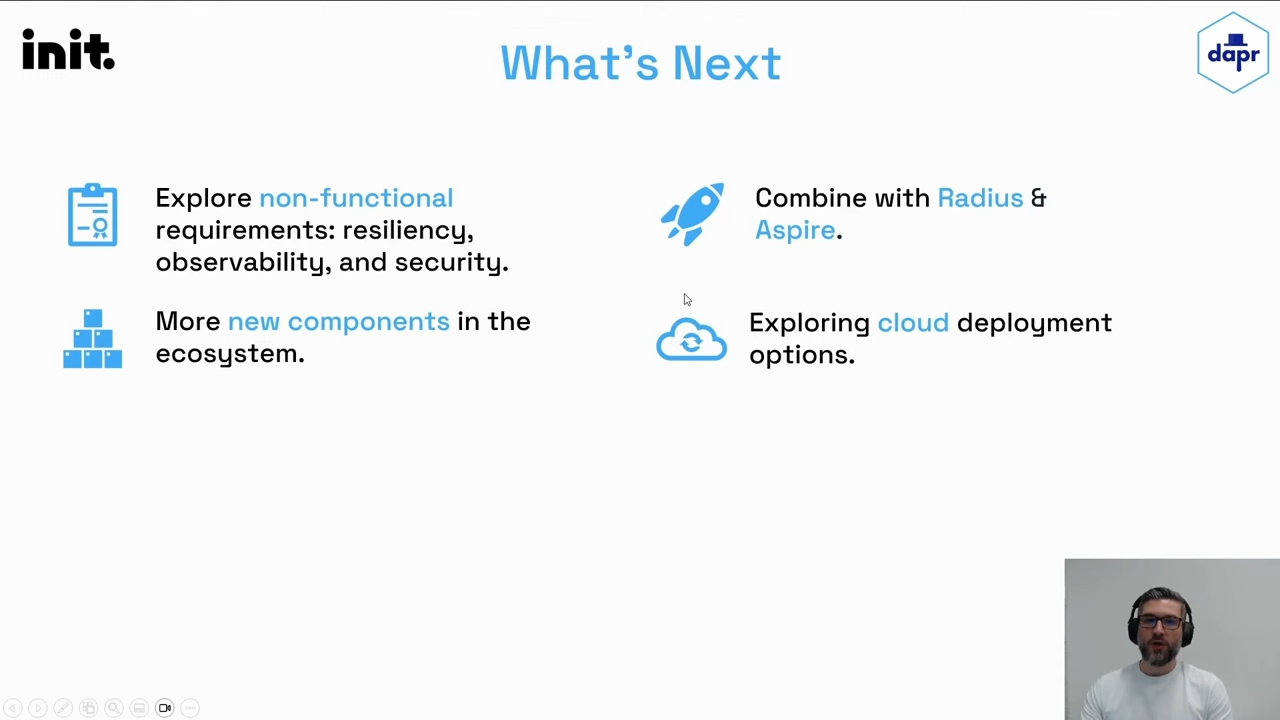 init.
What's Next
dapr
Explore non-functional
requirements: resiliency,
observability, and security.
More new components in the
ecosystem.
Combine with Radius &
Aspire.
Exploring cloud deployment
options.